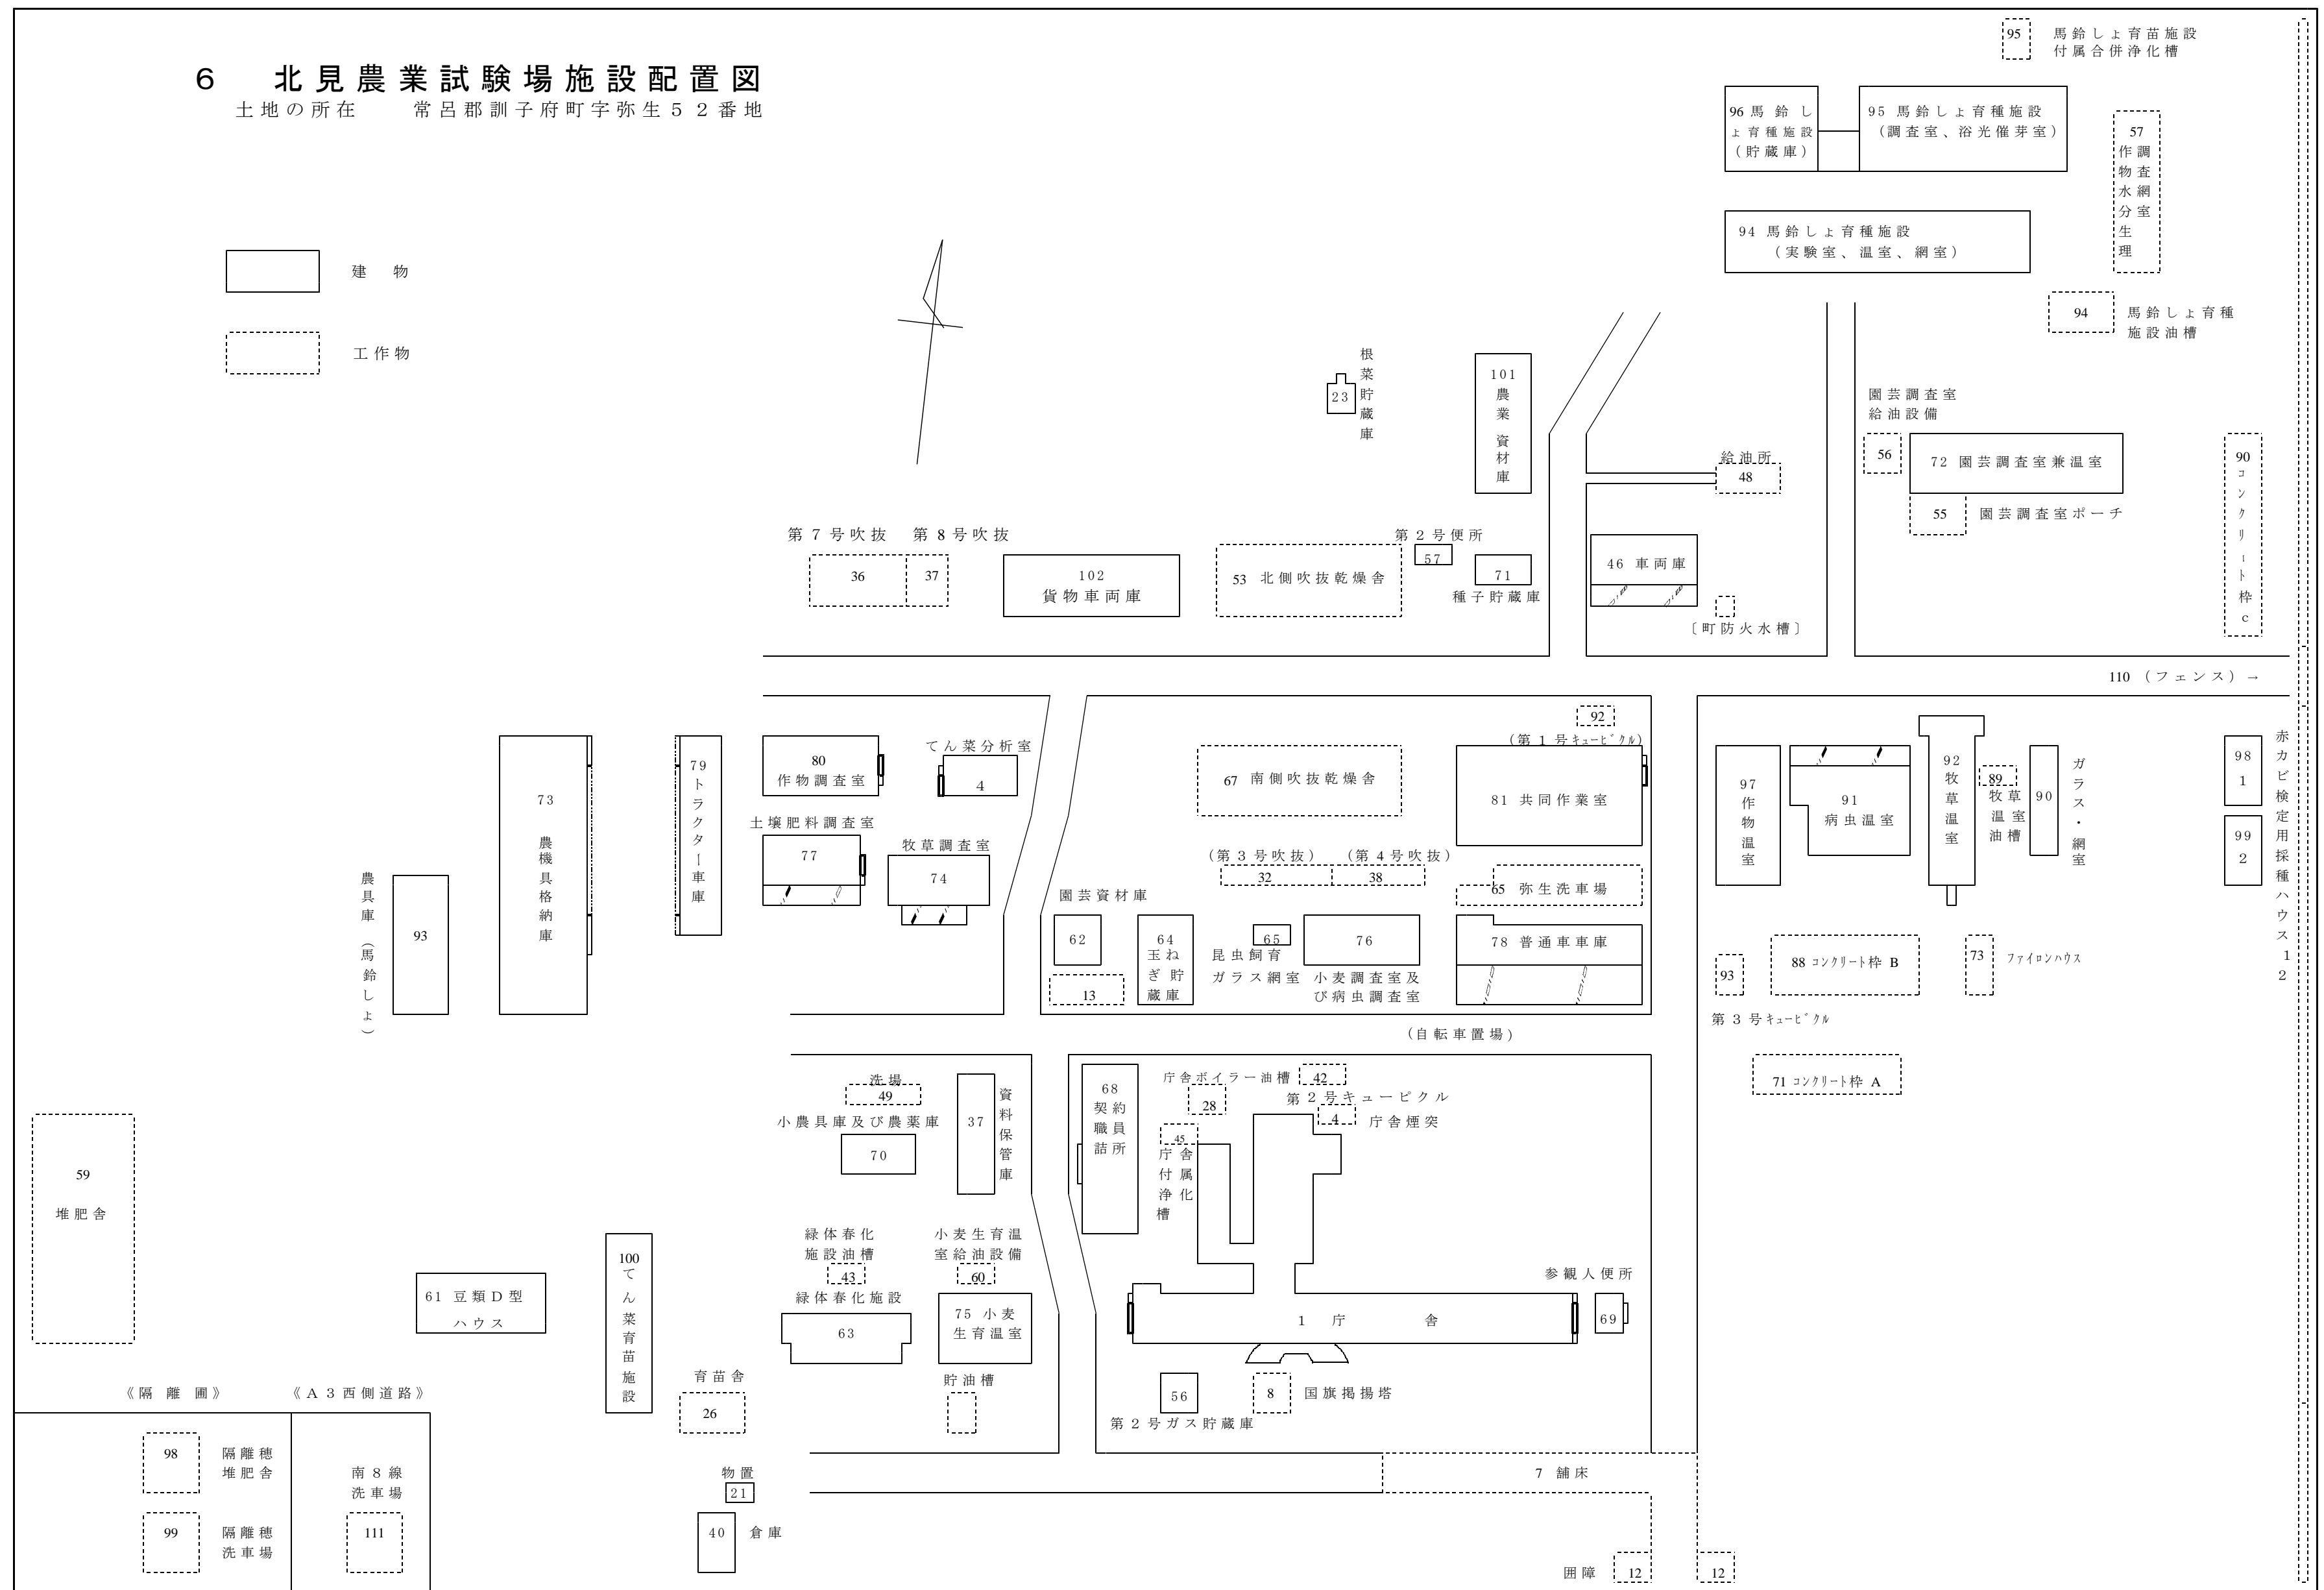 6　北見農業試験場施設配置図
土地の所在　　常呂郡訓子府町字弥生５２番地
建　物
工作物
95
馬鈴しょ育苗施設
付属合併浄化槽
96 馬 鈴 し
ょ育種施設
(貯蔵庫)
95 馬鈴しょ育種施設
(調査室、浴光催芽室)
57
作物水分生理
調査網室
94 馬鈴しょ育種施設
(実験室、温室、網室)
94
馬鈴しょ育種
施設油槽
23
根菜貯蔵庫
101
農業 資材庫
給油所
48
園芸調査室
給油設備
56
72 園芸調査室兼温室
55
園芸調査室ポーチ
90
コンクリート枠c
第7号吹抜
第8号吹抜
36
37
102
貨物車両庫
53 北側吹抜乾燥舎
第2号便所
57
71
種子貯蔵庫
46 車両庫
〔町防火水槽〕
110 (フェンス)→
73
農機具格納庫
79
トラクター車庫
80
作物調査室
てん菜分析室
4
土壌肥料調査室
77
牧草調査室
74
農具庫 (馬鈴しょ)
93
67 南側吹抜乾燥舎
92
(第1号キュービクル)
81 共同作業室
(第3号吹抜)
(第4号吹抜)
32
38
65 弥生洗車場
園芸資材庫
62
13
64
玉ね
ぎ貯
蔵庫
65
昆虫飼育
ガラス網室
76
小麦調査室及
び病虫調査室
78 普通車車庫
97
作物温室
91
病虫温室
92
牧草温室
89
牧草
温室
油槽
90
ガラス・網室
98
1
99
2
赤カビ検定用採種ハウス12
93
第3号キュービクル
88 コンクリート枠 B
73
ファイロンハウス
71 コンクリート枠 A
(自転車置場)
洗場
49
小農具庫及び農薬庫
70
37
資料保管庫
68
契約
職員
詰所
庁舎ボイラー油槽
42
28
第2号キュービクル
4
庁舎煙突
45
庁舎
付属
浄化
槽
59
堆肥舎
61 豆類D型
ハウス
100
てん菜育苗施設
緑体春化
施設油槽
43
緑体春化施設
63
小麦生育温
室給油設備
60
75 小麦
生育温室
1 庁　　舎
参観人便所
69
育苗舎
26
貯油槽
56
第2号ガス貯蔵庫
8
国旗掲揚塔
《隔 離 圃》
《A3西側道路》
98
隔離穂
堆肥舎
99
隔離穂
洗車場
南8線
洗車場
111
物置
21
40
倉庫
7 舗床
囲障
12
12